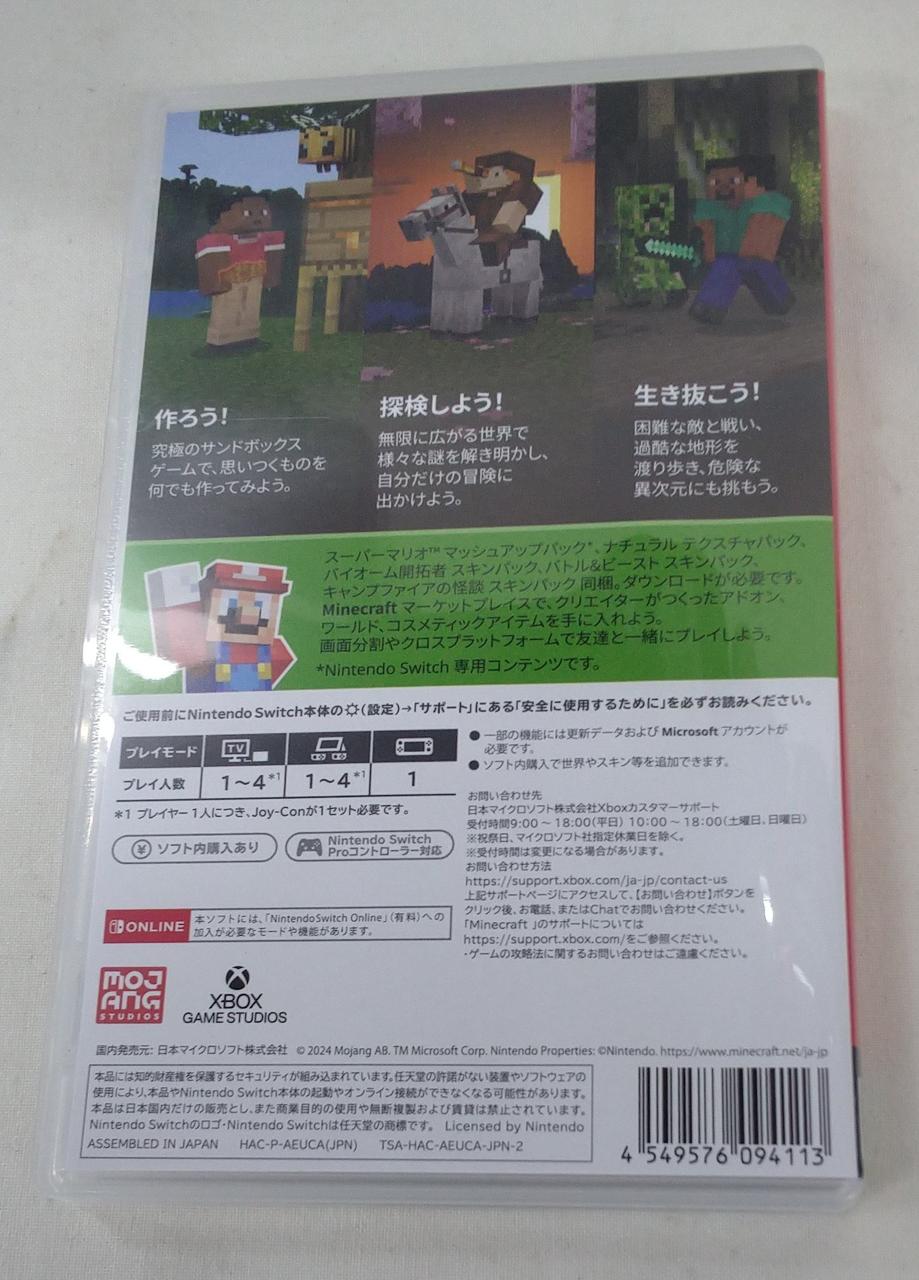 作ろう!
究極のサンドボックス
ゲームで、思いつくものを
何でも作ってみよう。
探検しよう!
無限に広がる世界で
様々な謎を解き明かし、
自分だけの冒険に
出かけよう。
生き抜こう!
困難な敵と戦い、
過酷な地形を
渡り歩き、危険な
異次元にも挑もう。
スーパーマリオ™ マッシュアップパック*、ナチュラル テクスチャパック、
バイオーム開拓者 スキンパック、バトル&ビースト スキンパック、
キャンプファイアの怪談 スキンパック 同梱。ダウンロードが必要です。
Minecraft マーケットプレイスで、クリエイターがつくったアドオン、
ワールド、コスメティックアイテムを手に入れよう。
画面分割やクロスプラットフォームで友達と一緒にプレイしよう。
*Nintendo Switch 専用コンテンツです。
ご使用前にNintendo Switch本体の(設定)→「サポート」にある「安全に使用するために」を必ずお読みください。
プレイモード TV
プレイ人数 1~4*1 1~4*1 1
*1 プレイヤー1人につき、Joy-Conが1セット必要です。
¥ ソフト内購入あり
Nintendo Switch
Proコントローラー対応
ONLINE
本ソフトには、「Nintendo Switch Online」(有料)への
加入が必要なモードや機能があります。
● 一部の機能には更新データおよび Microsoft アカウントが
必要です。
● ソフト内購入で世界やスキン等を追加できます。
お問い合わせ先
日本マイクロソフト株式会社Xboxカスタマーサポート
受付時間9:00~18:00(平日) 10:00~18:00(土曜日、日曜日)
※祝祭日、マイクロソフト社指定休業日を除く。
※受付時間は変更になる場合があります。
お問い合わせ方法
https://support.xbox.com/ja-jp/contact-us
上記サポートページにアクセスして、【お問い合わせ】ボタンを
クリック後、お電話、またはChatでお問い合わせください。
「Minecraft 」のサポートについては
https://support.xbox.com/をご参照ください。
・ゲームの攻略法に関するお問い合わせはご遠慮ください。
MOJ
ANG
STUDIOS
XBOX
GAME STUDIOS
国内発売元: 日本マイクロソフト株式会社 © 2024 Mojang AB. TM Microsoft Corp. Nintendo Properties: ©Nintendo. https://www.minecraft.net/ja-jp
本品には知的財産権を保護するセキュリティが組み込まれています。任天堂の許諾がない装置やソフトウェアの
使用により、本品やNintendo Switch本体の起動やオンライン接続ができなくなる可能性があります。
本品は日本国内だけの販売とし、また商業目的の使用や無断複製および賃貸は禁止されています。
Nintendo Switchのロゴ・Nintendo Switchは任天堂の商標です。 Licensed by Nintendo
ASSEMBLED IN JAPAN HAC-P-AEUCA(JPN) TSA-HAC-AEUCA-JPN-2
4 549576 094113